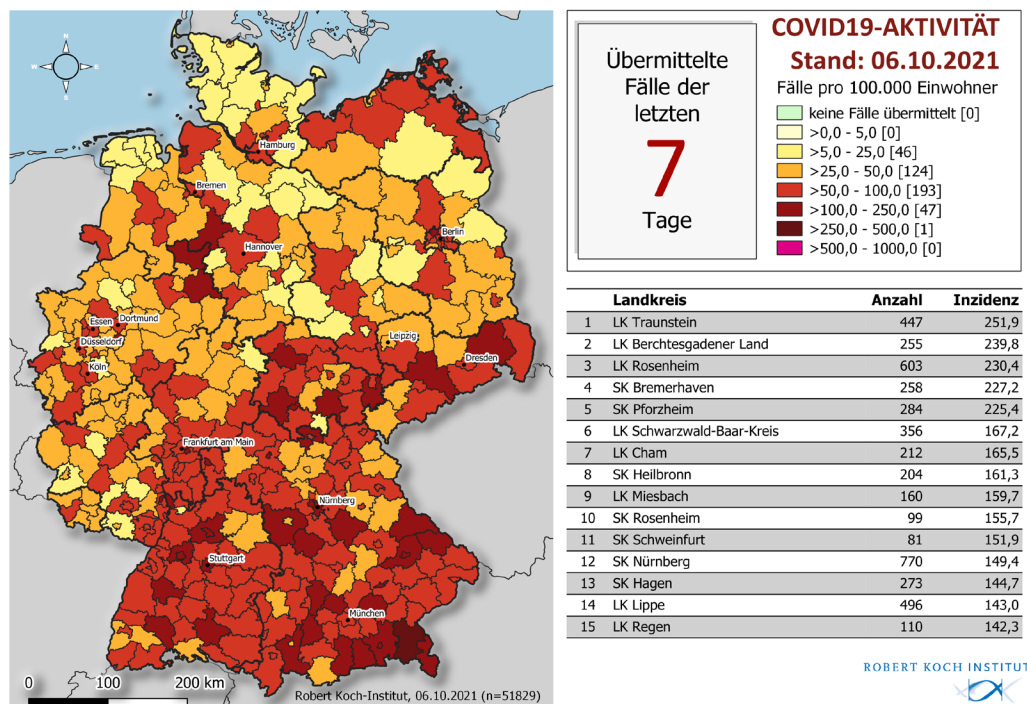 N
W
E
S
Hamburg
Bremen
Berlin
Hannover
Essen
Dortmund
Düsseldorf
Köln
Leipzig
Dresden
Frankfurt am Main
Nürnberg
Stuttgart
München
0 100 200 km
Robert Koch-Institut, 06.10.2021 (n=51829)
Übermittelte
Fälle der
letzten
7
Tage
COVID19-AKTIVITÄT
Stand: 06.10.2021
Fälle pro 100.000 Einwohner
keine Fälle übermittelt [0]
>0,0 - 5,0 [0]
>5,0 - 25,0 [46]
>25,0 - 50,0 [124]
>50,0 - 100,0 [193]
>100,0 - 250,0 [47]
>250,0 - 500,0 [1]
>500,0 - 1000,0 [0]
Landkreis Anzahl Inzidenz
1 LK Traunstein 447 251,9
2 LK Berchtesgadener Land 255 239,8
3 LK Rosenheim 603 230,4
4 SK Bremerhaven 258 227,2
5 SK Pforzheim 284 225,4
6 LK Schwarzwald-Baar-Kreis 356 167,2
7 LK Cham 212 165,5
8 SK Heilbronn 204 161,3
9 LK Miesbach 160 159,7
10 SK Rosenheim 99 155,7
11 SK Schweinfurt 81 151,9
12 SK Nürnberg 770 149,4
13 SK Hagen 273 144,7
14 LK Lippe 496 143,0
15 LK Regen 110 142,3
ROBERT KOCH INSTITUT